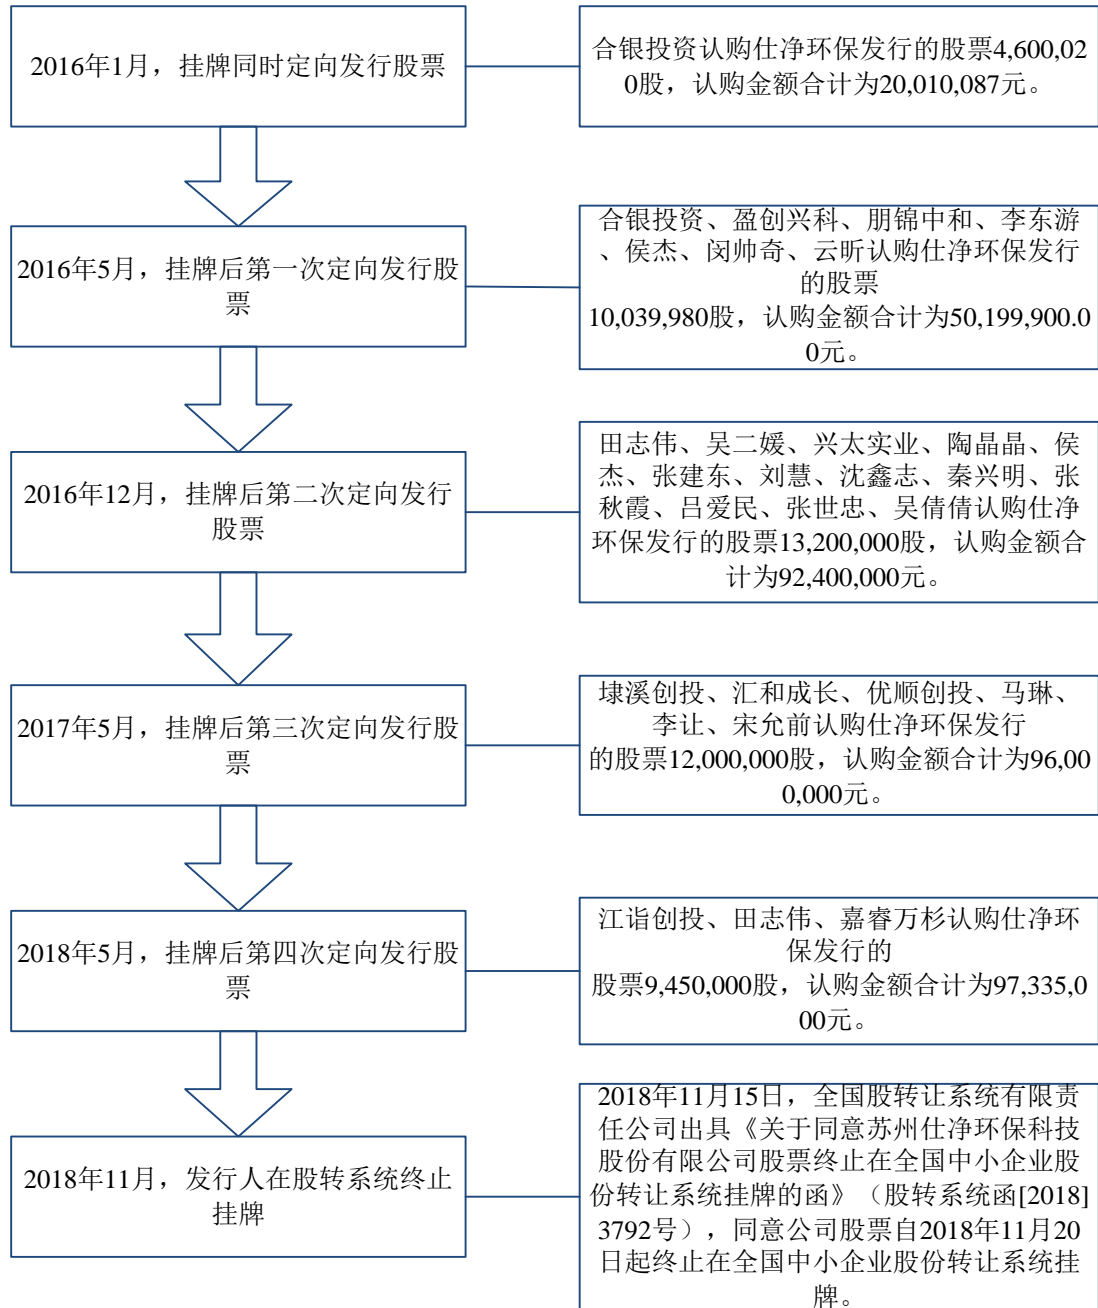 2016年1月，挂牌同时定向发行股票
合银投资认购仕净环保发行的股票4,600,02
0股，认购金额合计为20,010,087元。
2016年5月，挂牌后第一次定向发行股
票
合银投资、盈创兴科、朋锦中和、李东游
、侯杰、闵帅奇、云昕认购仕净环保发行
的股票
10,039,980股，认购金额合计为50,199,900.0
0元。
2016年12月，挂牌后第二次定向发行
股票
田志伟、吴二媛、兴太实业、陶晶晶、侯
杰、张建东、刘慧、沈鑫志、秦兴明、张
秋霞、吕爱民、张世忠、吴倩倩认购仕净
环保发行的股票13,200,000股，认购金额合
计为92,400,000元。
2017年5月，挂牌后第三次定向发行股
票
埭溪创投、汇和成长、优顺创投、马琳、
李让、宋允前认购仕净环保发行
的股票12,000,000股，认购金额合计为96,00
0,000元。
2018年5月，挂牌后第四次定向发行股
票
江诣创投、田志伟、嘉睿万杉认购仕净环
保发行的
股票9,450,000股，认购金额合计为97,335,0
00元。
2018年11月，发行人在股转系统终止
挂牌
2018年11月15日，全国股转让系统有限责
任公司出具《关于同意苏州仕净环保科技
股份有限公司股票终止在全国中小企业股
份转让系统挂牌的函》（股转系统函[2018]
3792号），同意公司股票自2018年11月20
日起终止在全国中小企业股份转让系统挂
牌。